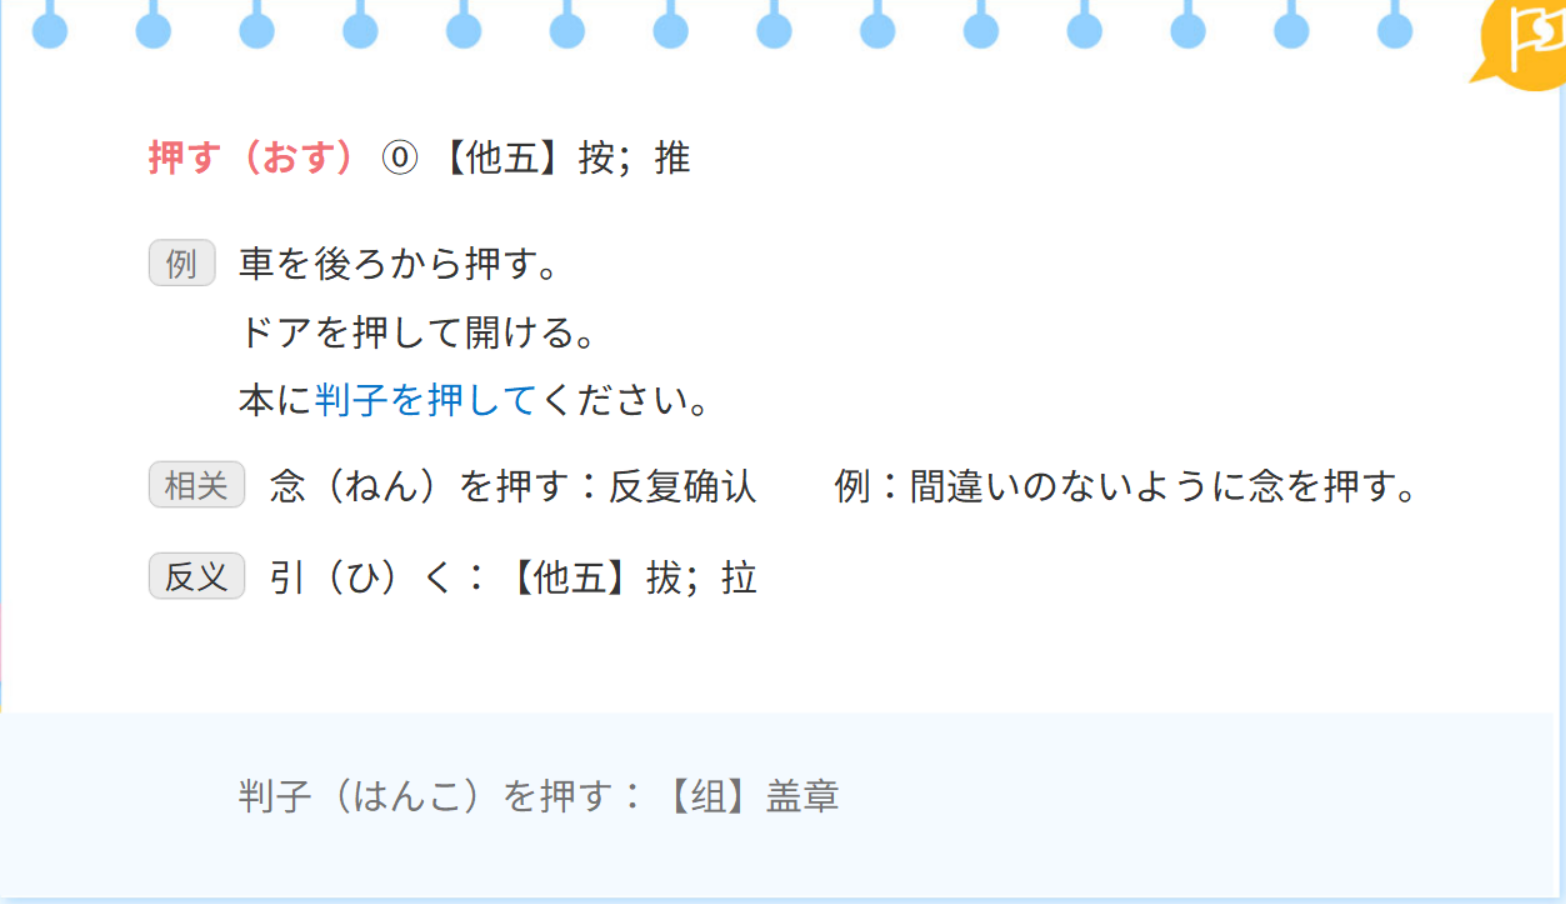 押す（おす）⓪【他五】按；推
例 車を後ろから押す。
ドアを押して開ける。
本に判子を押してください。
相关 念（ねん）を押す：反复确认 例：間違いのないように念を押す。
反义 引（ひ）く：【他五】拔；拉
判子（はんこ）を押す：【组】盖章